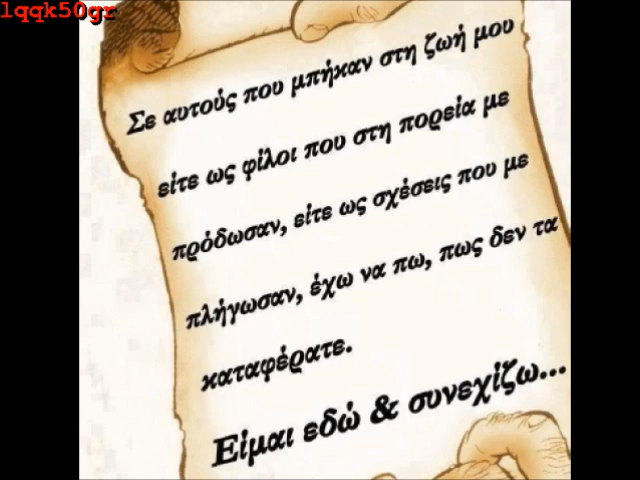 lqqk50gr
Σε αυτούς που μπήκαν στη ζωή μου
είτε ως φίλοι που στη πορεία με
πρόδωσαν, είτε ως σχέσεις που με
πλήγωσαν, έχω να πω, πως δεν τα
καταφέρατε.
Είμαι εδώ & συνεχίζω...